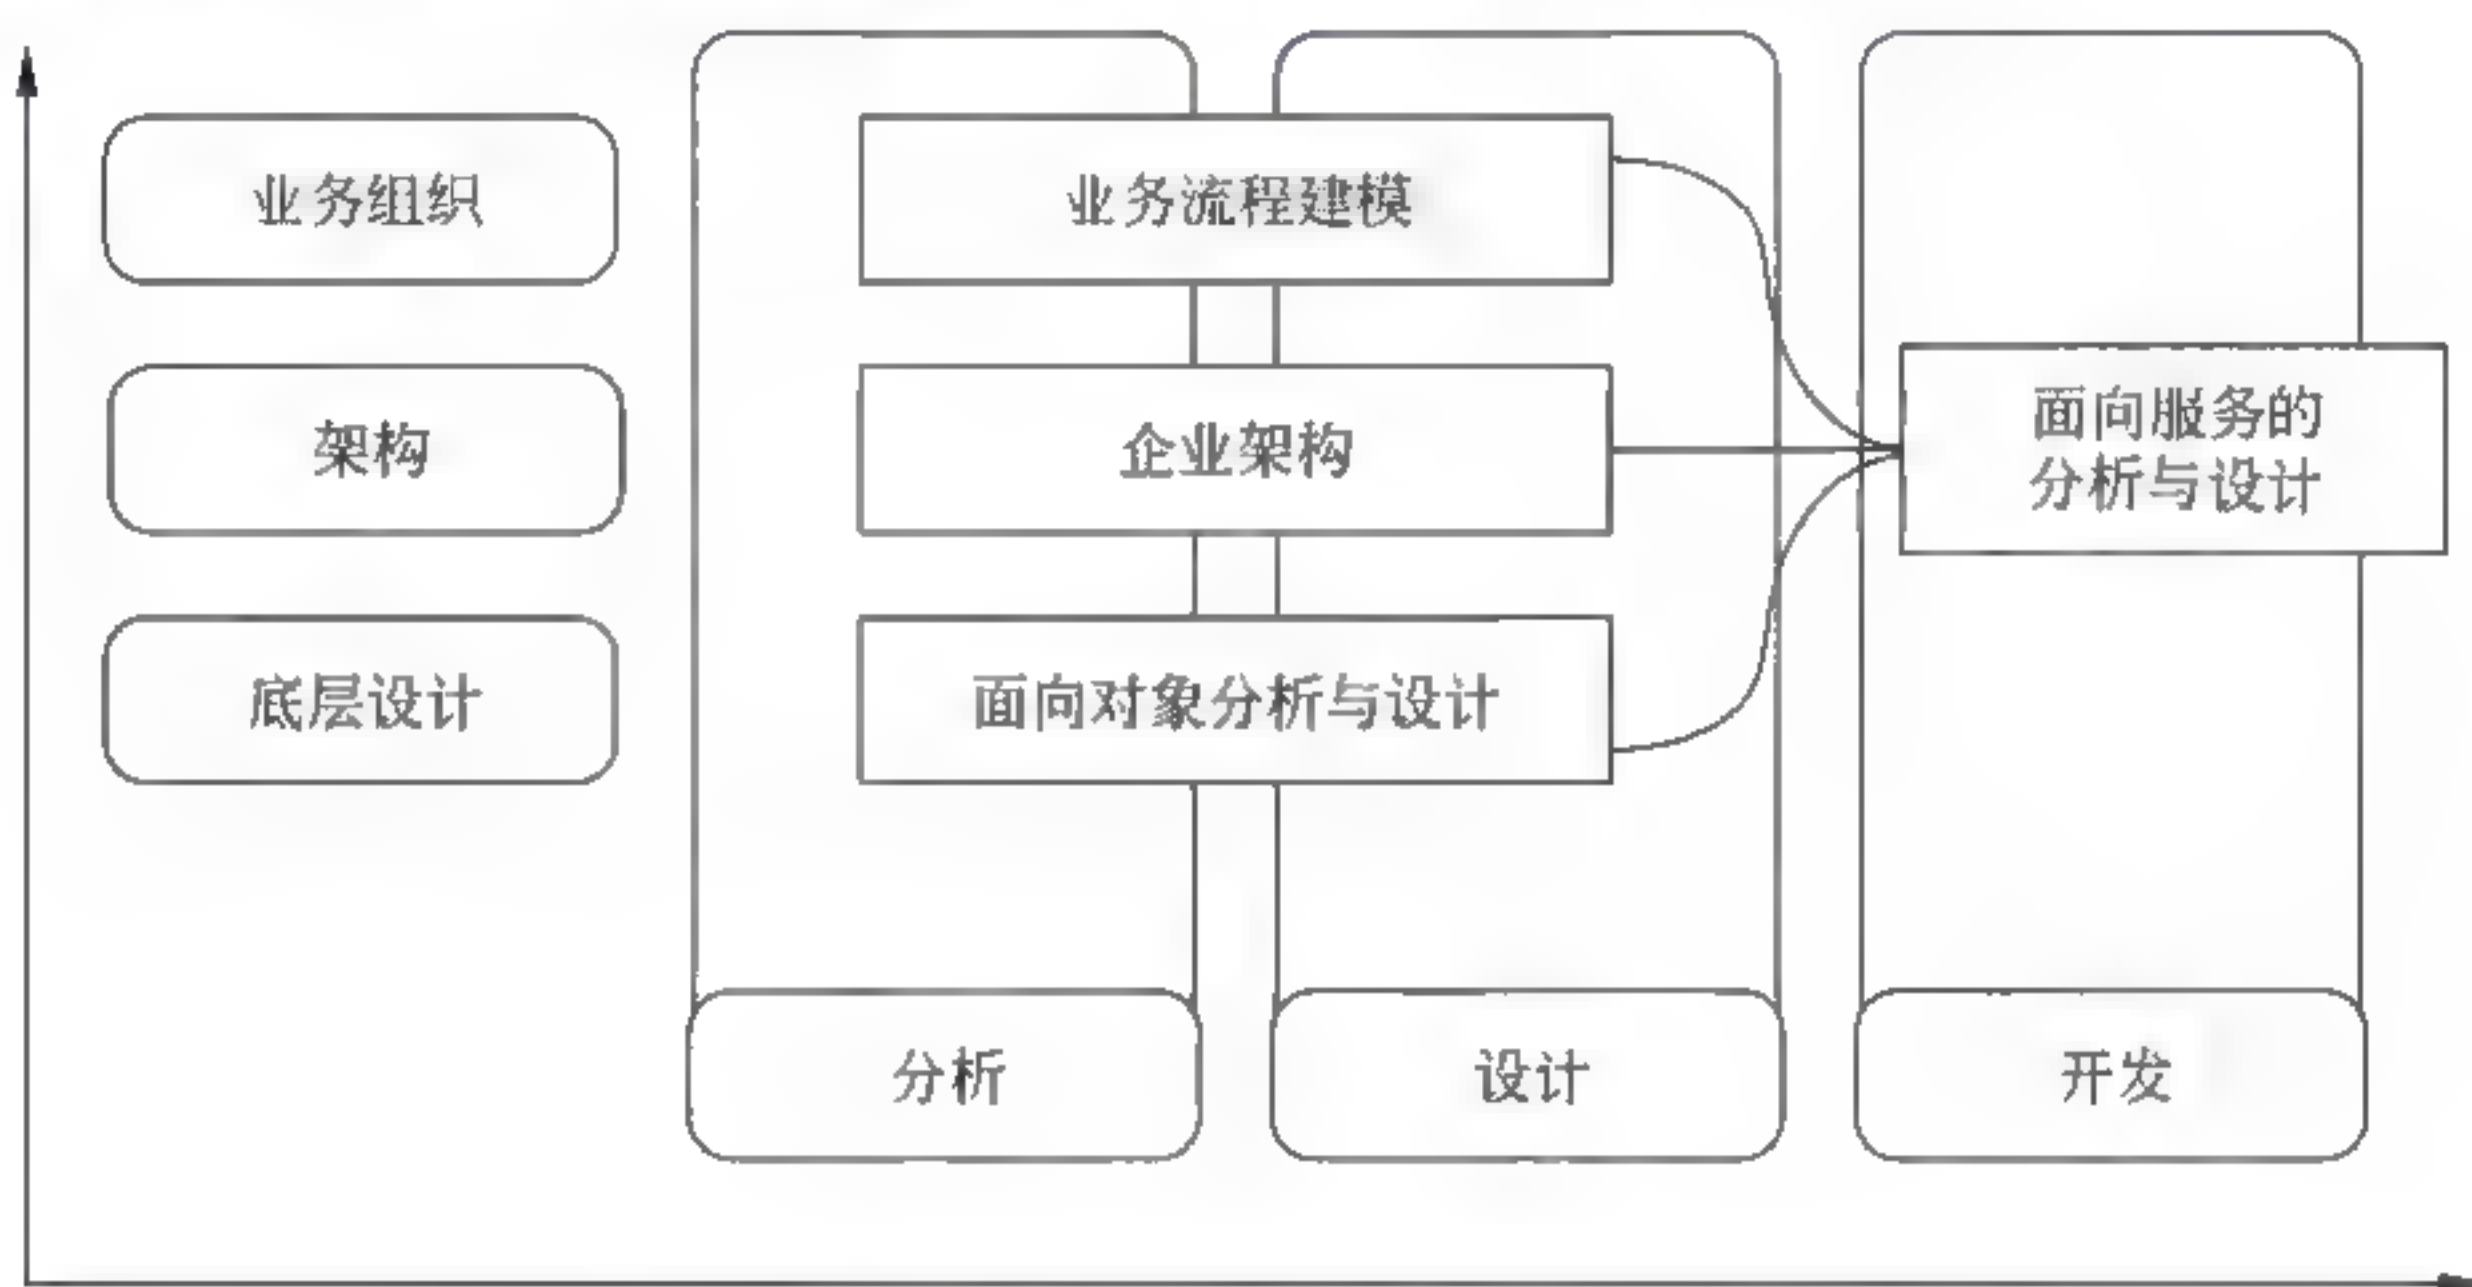 业务组织
业务流程建模
架构
企业架构
面向服务的
分析与设计
底层设计
面向对象分析与设计
分析
设计
开发